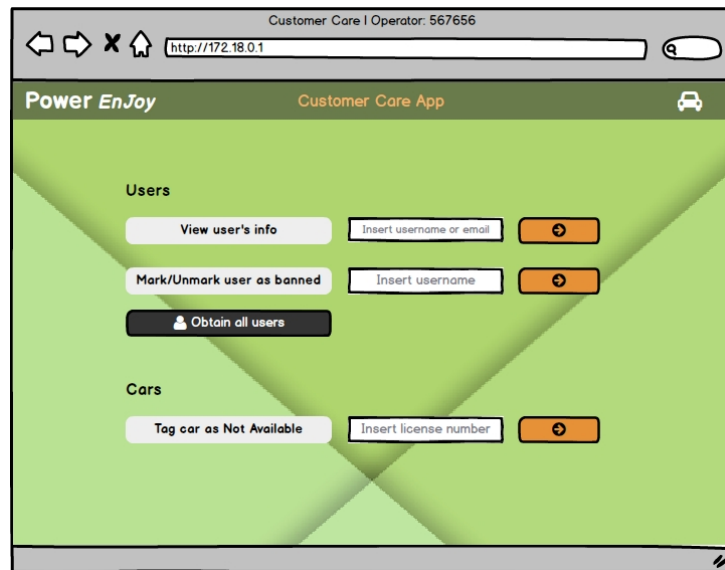 Customer Care | Operator: 567656
http://172.18.0.1
Power EnJoy Customer Care App
Users
View user's info Insert username or email
Mark/Unmark user as banned Insert username
Obtain all users
Cars
Tag car as Not Available Insert license number